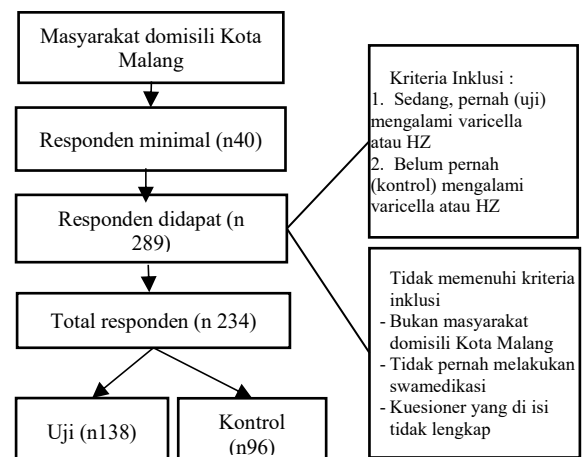 Masyarakat domisili Kota
Malang
Responden minimal (n40)
Responden didapat (n
289)
Total responden (n 234)
Uji (n138)
Kontrol
(n96)
Kriteria Inklusi :
1. Sedang, pernah (uji)
mengalami varicella
atau HZ
2. Belum pernah
(kontrol) mengalami
varicella atau HZ
Tidak memenuhi kriteria
inklusi
- Bukan masyarakat
domisili Kota Malang
- Tidak pernah melakukan
swamedikasi
- Kuesioner yang di isi
tidak lengkap